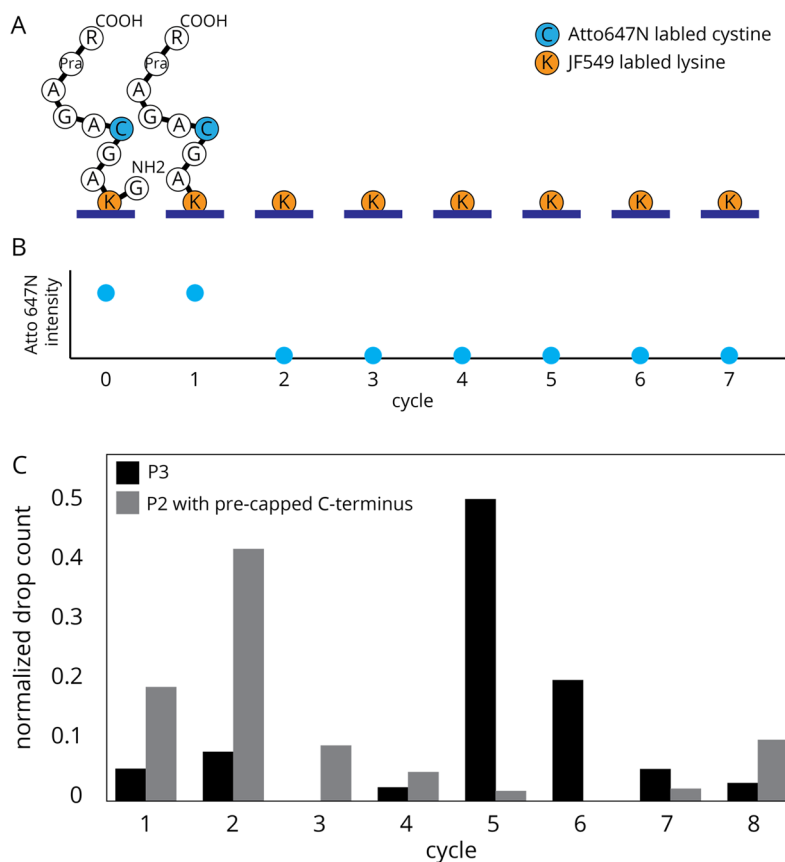 A
COOH
COOH
R
R
Pra
Pra
A
A
G
A
C
G
A
C
G
G
A
NH2
A
K
G
K
K
K
K
K
K
K
C Atto647N labled cystine
K JF549 labled lysine
B
Atto 647N
intensity
0 1 2 3 4 5 6 7
cycle
C
P3
P2 with pre-capped C-terminus
normalized drop count
0.5
0.4
0.3
0.2
0.1
0
1 2 3 4 5 6 7 8
cycle